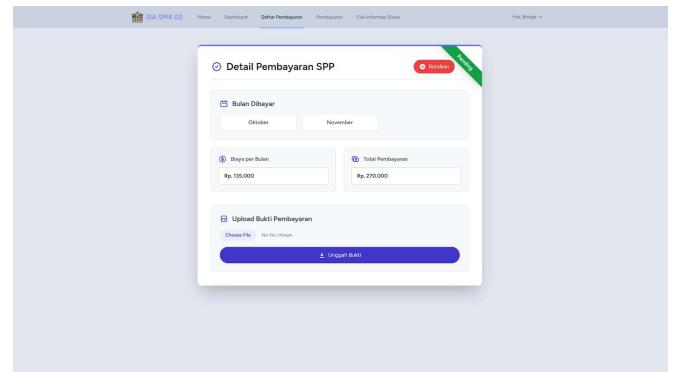 SIA SMK 02 Home Dashboard Daftar Pembayaran Pembayaran Cek Informasi Siswa Hai, Bridge
Pending
Detail Pembayaran SPP
Batalkan
Bulan Dibayar
Oktober November
Biaya per Bulan Total Pembayaran
Rp. 135.000 Rp. 270.000
Upload Bukti Pembayaran
Choose File No file chosen
Unggah Bukti